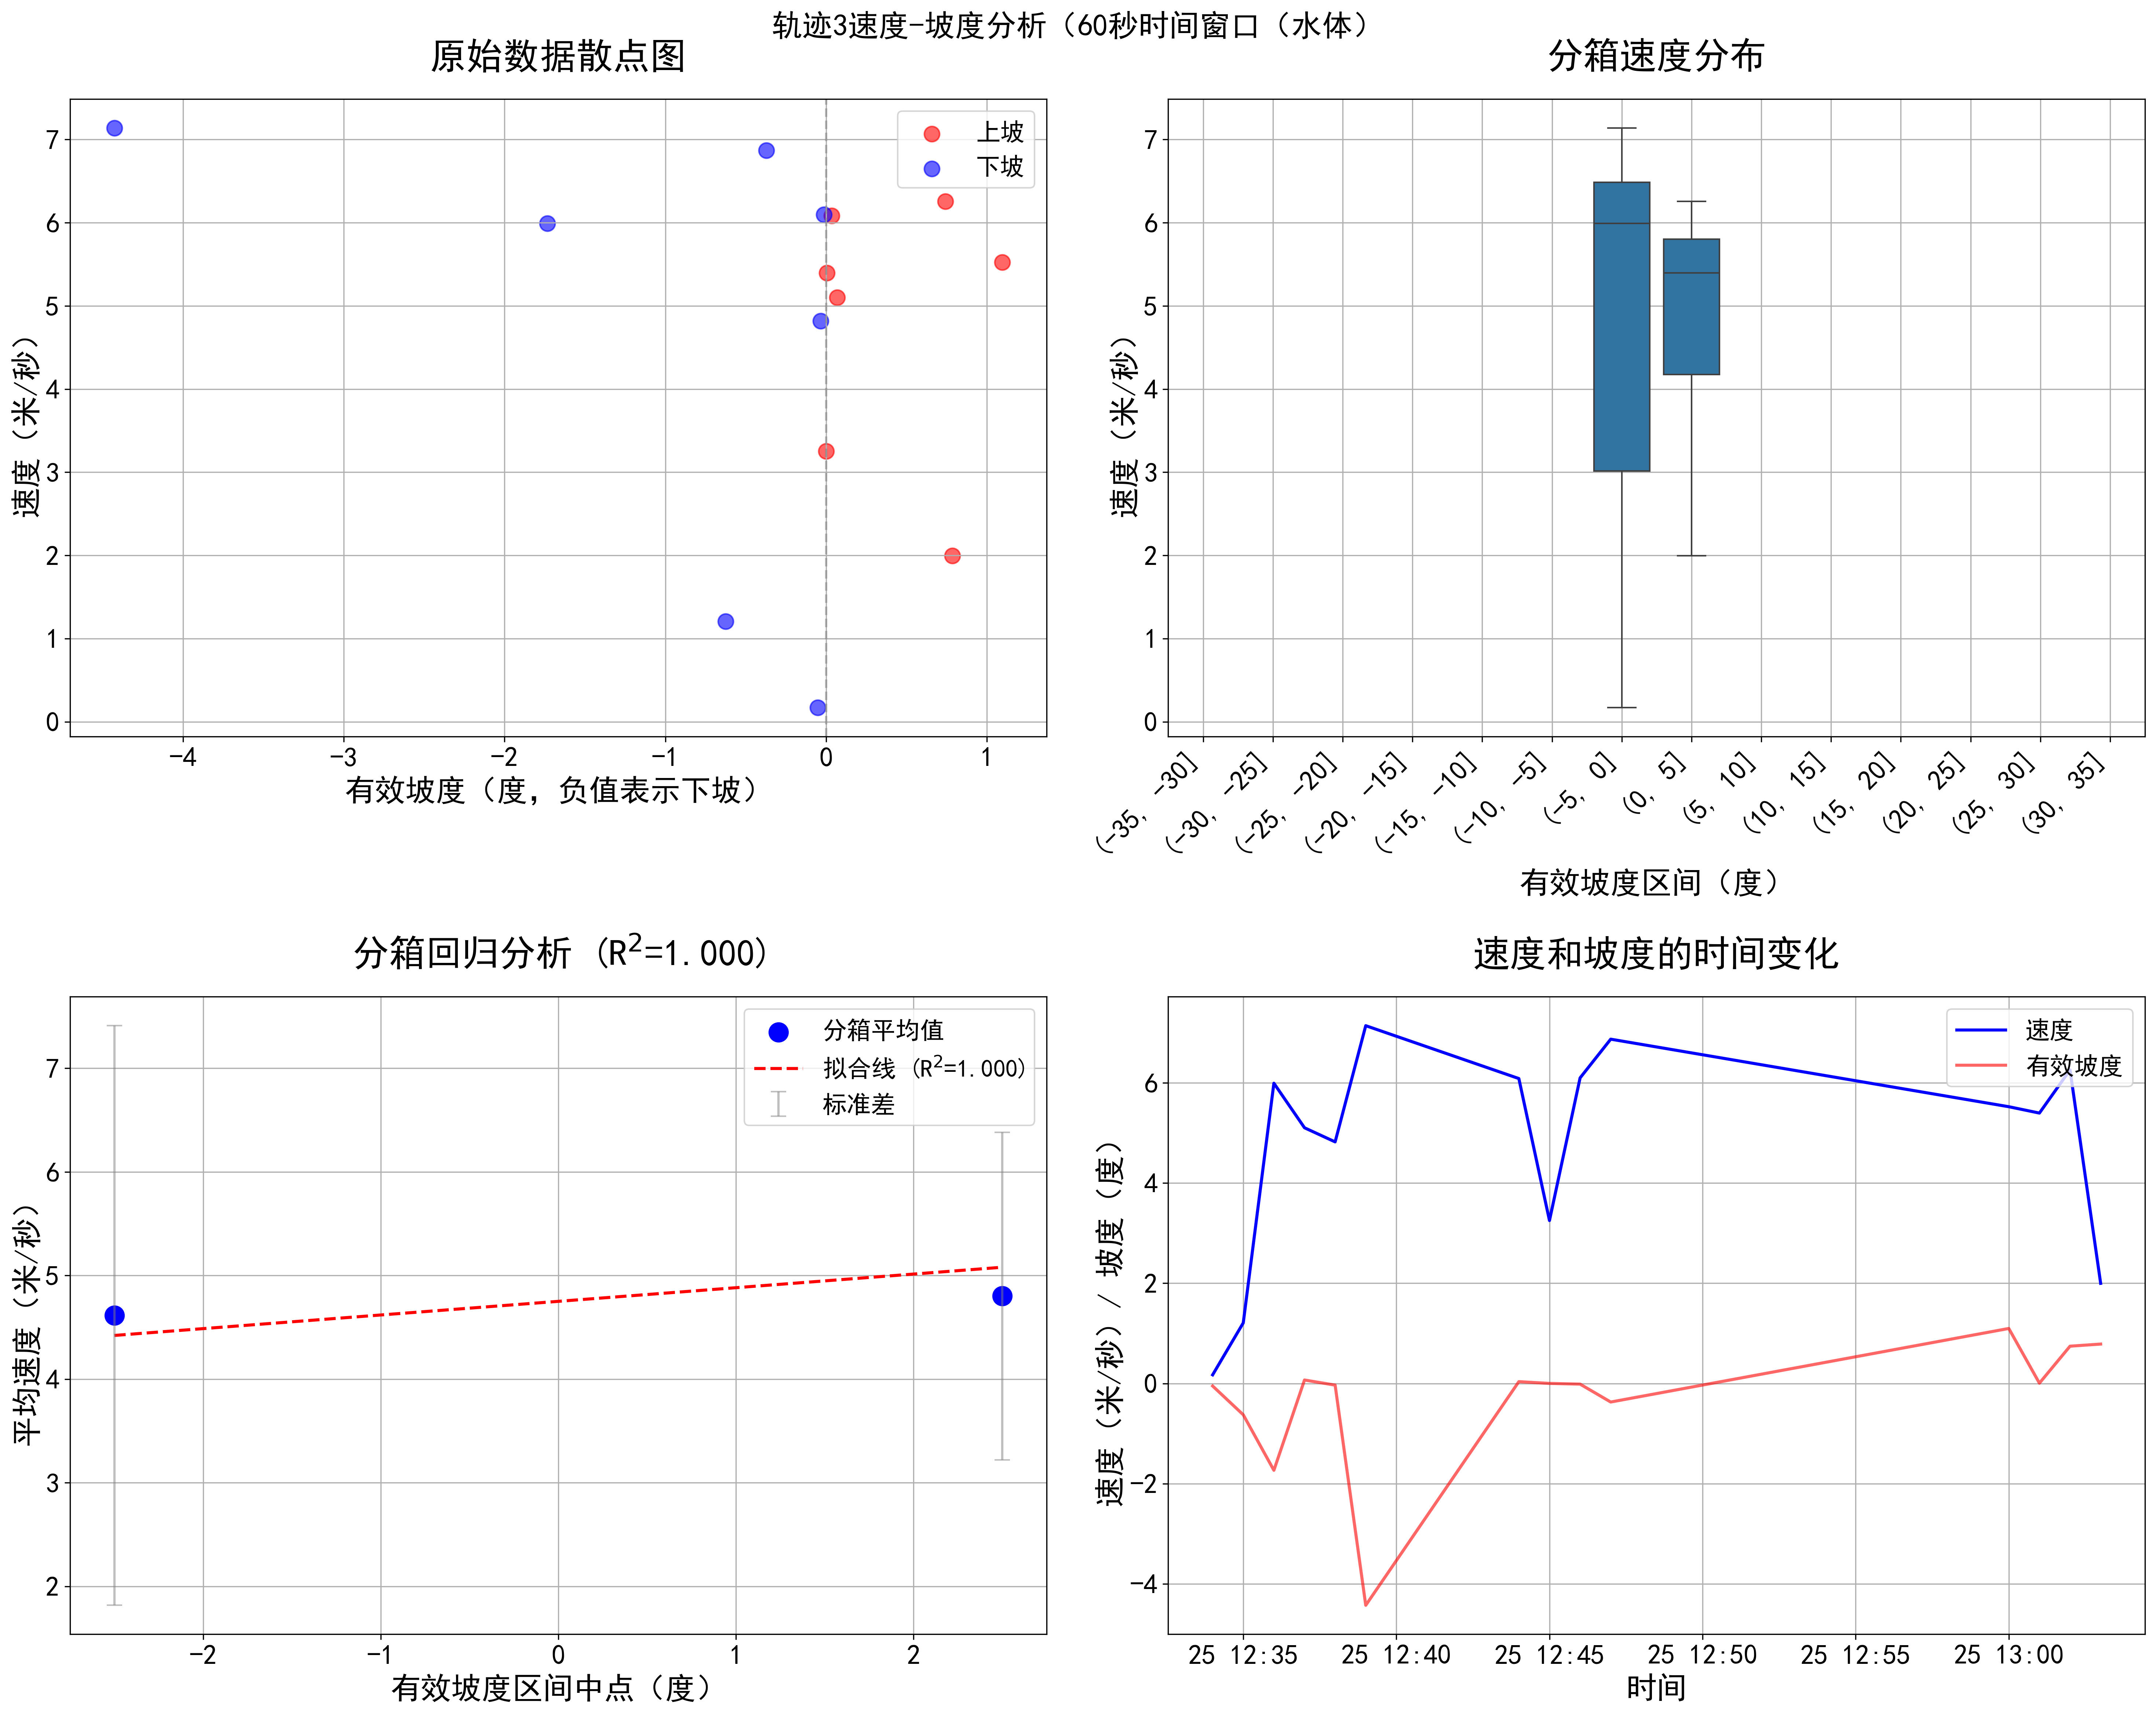 轨迹3速度-坡度分析（60秒时间窗口（水体）
原始数据散点图
上坡
下坡
速度（米/秒）
7
6
5
4
3
2
1
0
−4 −3 −2 −1 0 1
有效坡度（度，负值表示下坡）
分箱速度分布
速度（米/秒）
7
6
5
4
3
2
1
0
(-35, -30] (-30, -25] (-25, -20] (-20, -15] (-15, -10] (-10, -5] (-5, 0] (0, 5] (5, 10] (10, 15] (15, 20] (20, 25] (25, 30] (30, 35]
有效坡度区间（度）
分箱回归分析 (R²=1.000)
分箱平均值
拟合线 (R²=1.000)
标准差
平均速度（米/秒）
7
6
5
4
3
2
−2 −1 0 1 2
有效坡度区间中点（度）
速度和坡度的时间变化
速度
有效坡度
速度（米/秒）/ 坡度（度）
6
4
2
0
−2
−4
25 12:35 25 12:40 25 12:45 25 12:50 25 12:55 25 13:00
时间